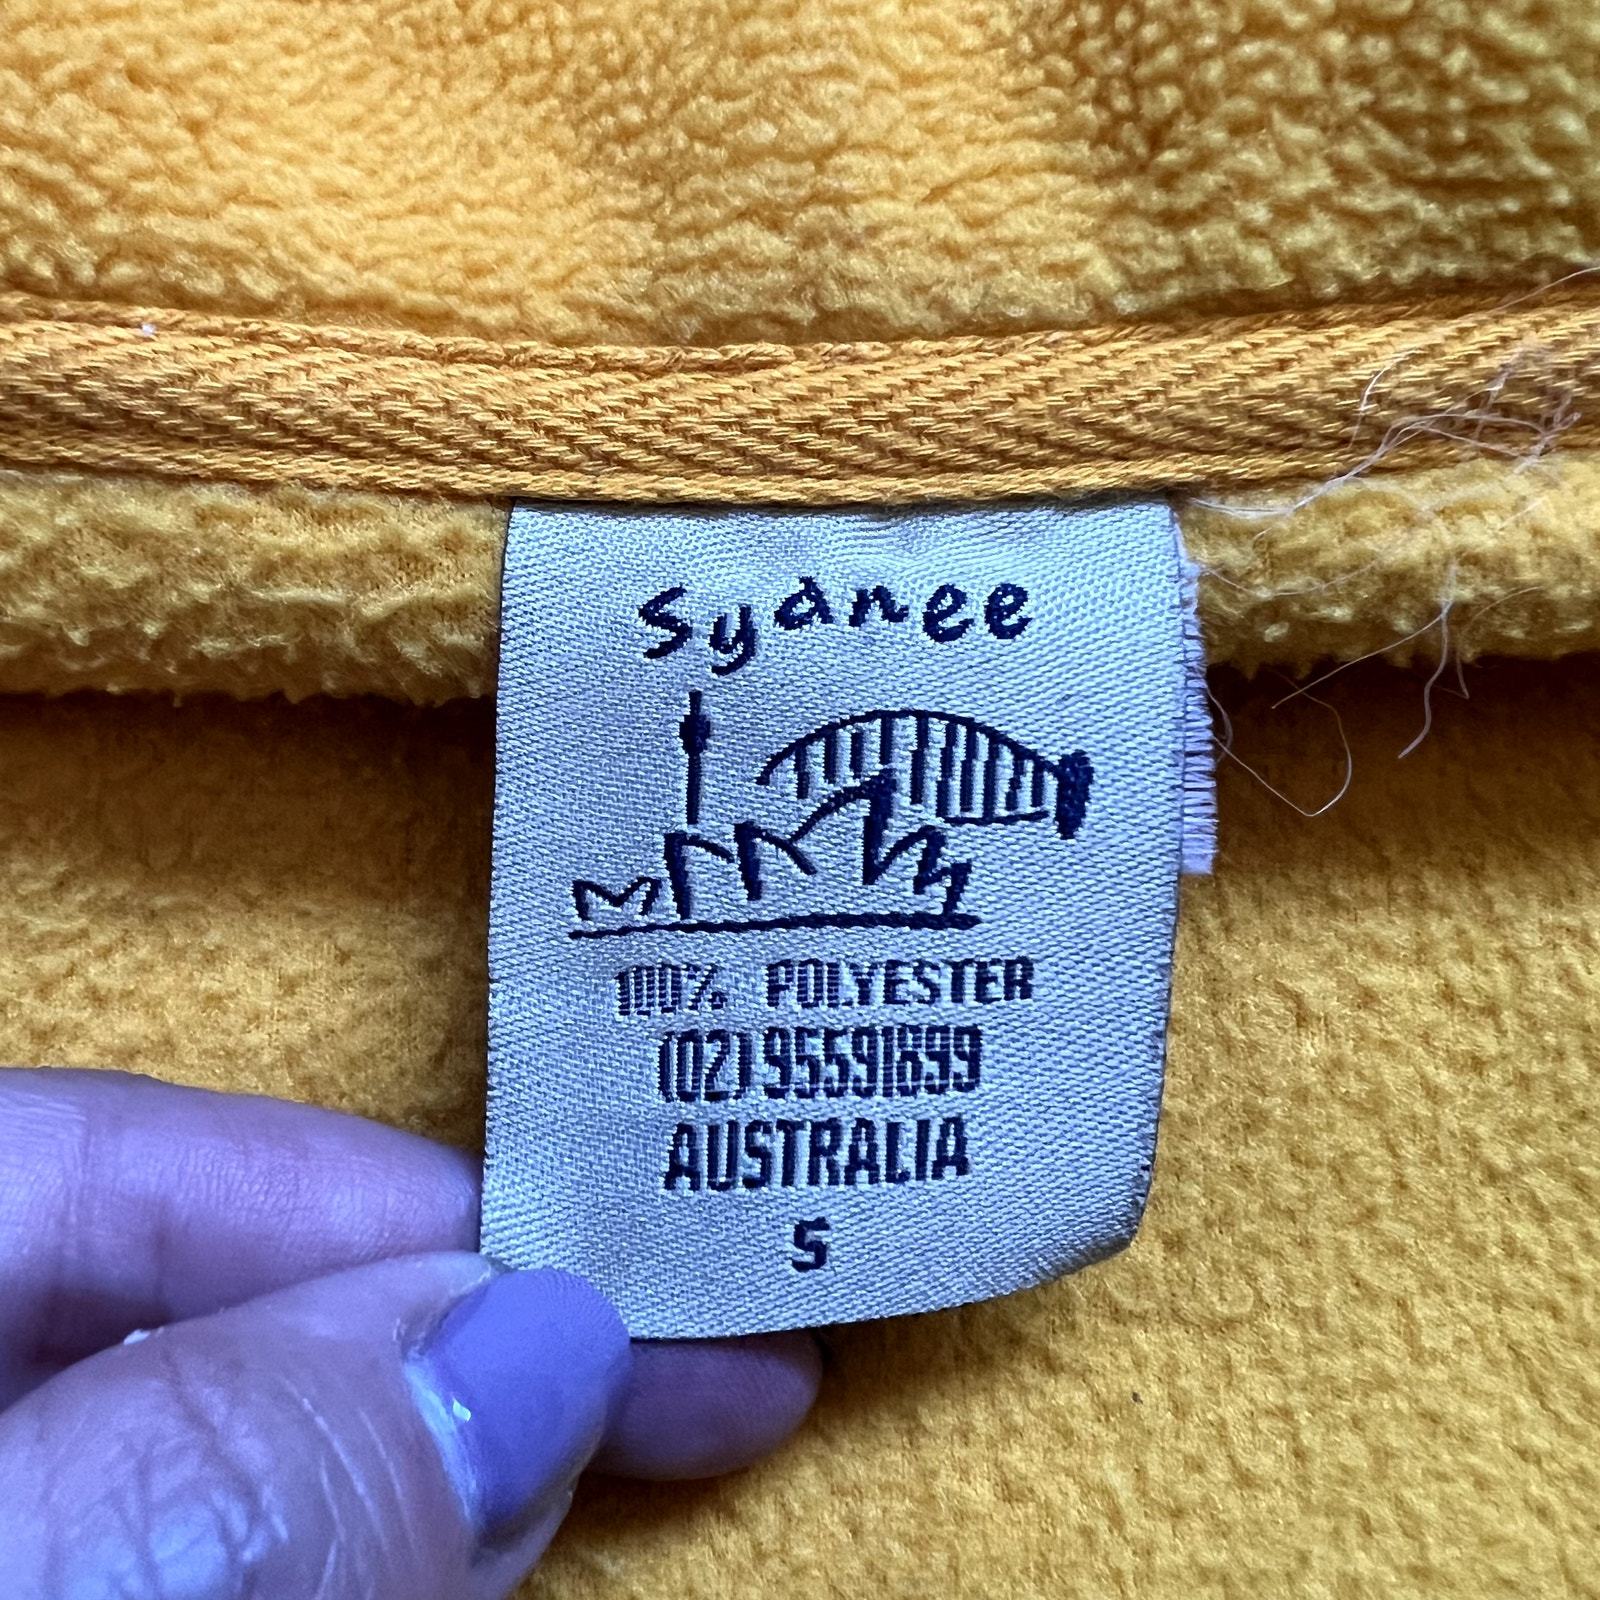 Sydnee
100% POLYESTER
(02) 95591699
AUSTRALIA
S